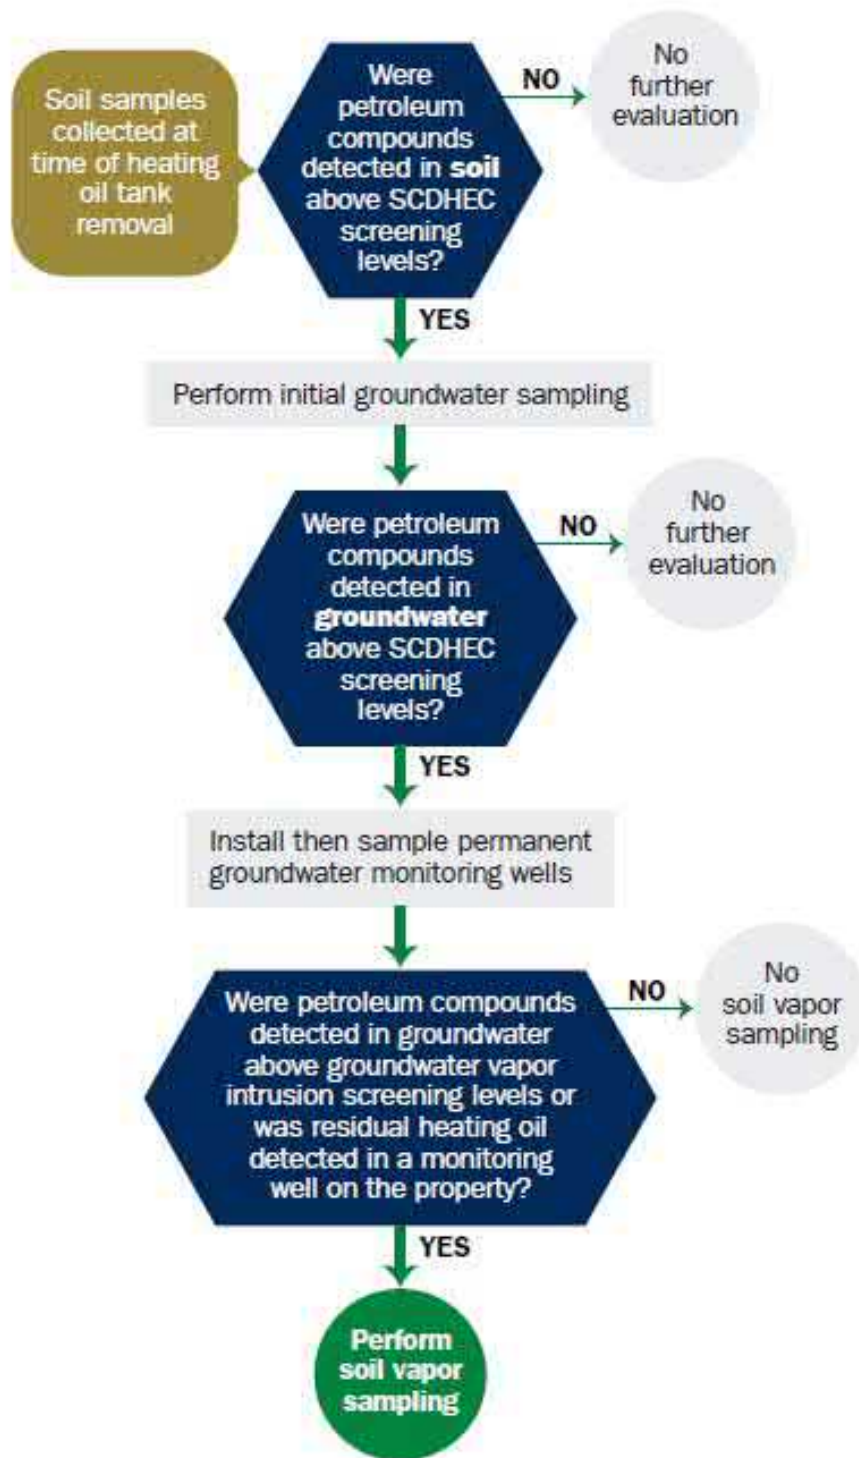 Soil samples
collected at
time of heating
oil tank
removal
Were
petroleum
compounds
detected in soil
above SCDHEC
screening
levels?
NO
No
further
evaluation
YES
Perform initial groundwater sampling
Were petroleum
compounds
detected in
groundwater
above SCDHEC
screening
levels?
NO
No
further
evaluation
YES
Install then sample permanent
groundwater monitoring wells
Were petroleum compounds
detected in groundwater
above groundwater vapor
intrusion screening levels or
was residual heating oil
detected in a monitoring
well on the property?
NO
No
soil vapor
sampling
YES
Perform
soil vapor
sampling